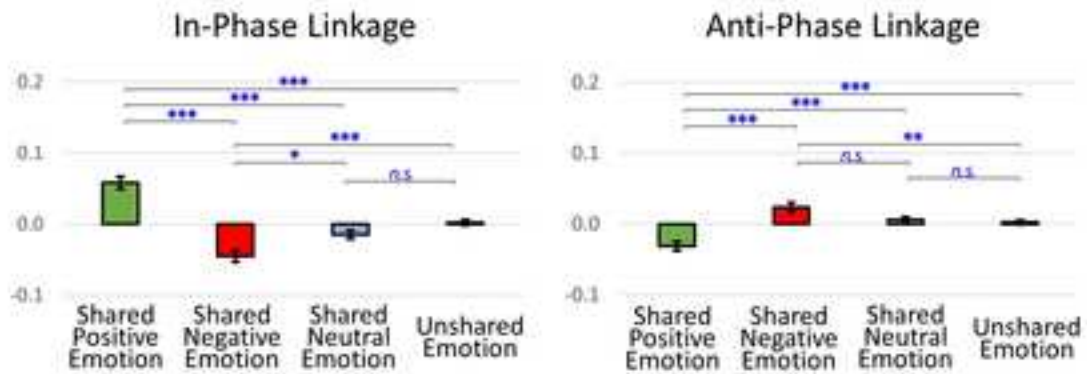 In-Phase Linkage
0.2
***
***
***
***
0.1
*
n.s
0.0
-0.1
Shared
Positive
Emotion
Shared
Negative
Emotion
Shared
Neutral
Emotion
Unshared
Emotion
Anti-Phase Linkage
0.2
***
***
***
**
0.1
n.s.
n.s.
0.0
-0.1
Shared
Positive
Emotion
Shared
Negative
Emotion
Shared
Neutral
Emotion
Unshared
Emotion